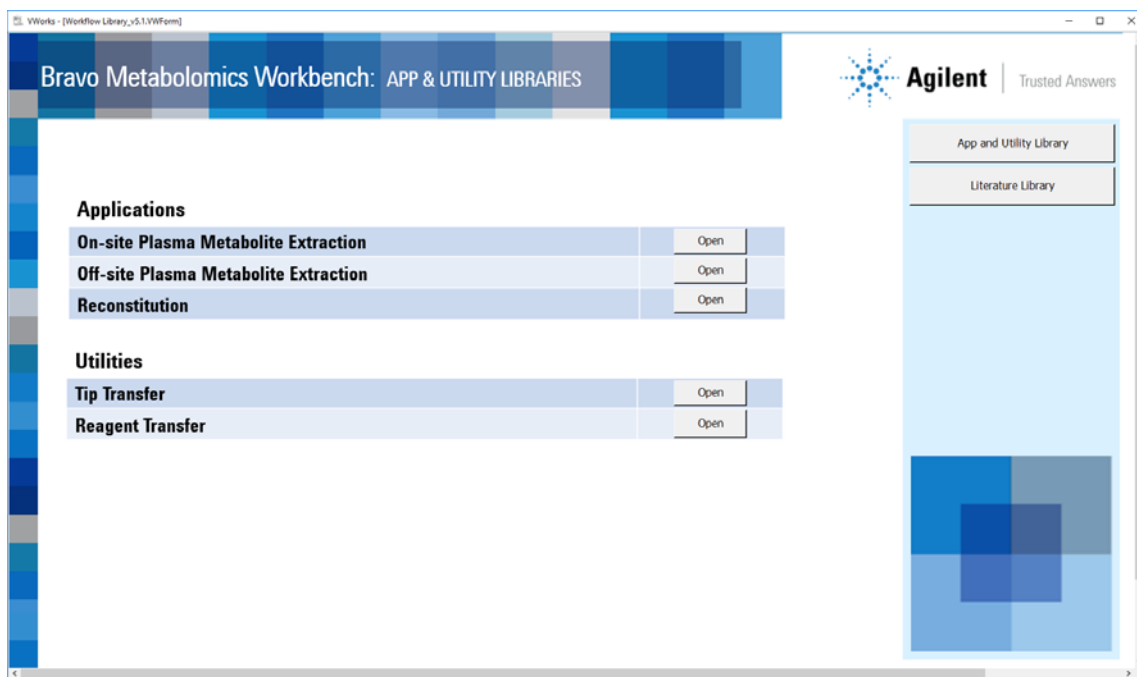 VWorks - [Workflow Library_v5.1.VWForm]
Bravo Metabolomics Workbench: APP & UTILITY LIBRARIES
Agilent Trusted Answers
App and Utility Library
Literature Library
Applications
On-site Plasma Metabolite Extraction Open
Off-site Plasma Metabolite Extraction Open
Reconstitution Open
Utilities
Tip Transfer Open
Reagent Transfer Open